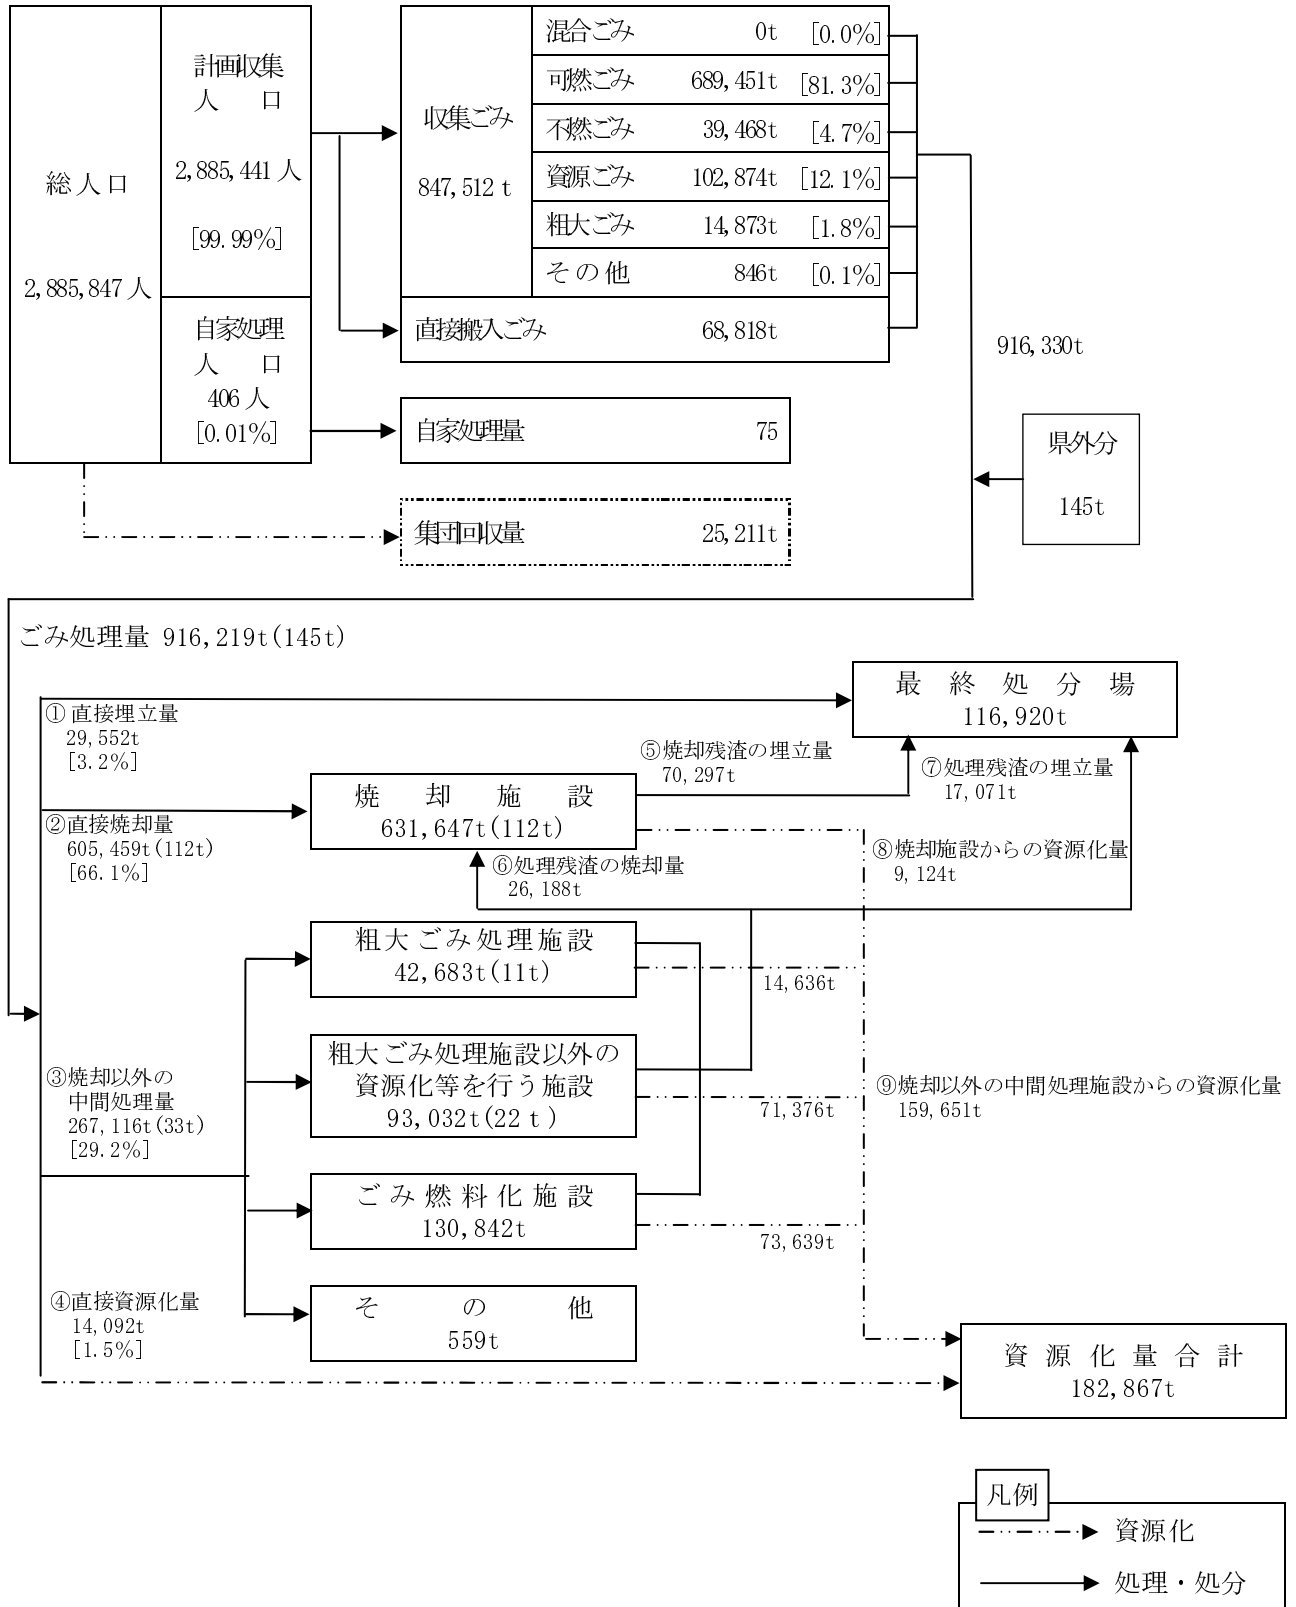 総人口
2,885,847人
計画収集
人　口
2,885,441人
[99.99%]
自家処理
人　口
406人
[0.01%]
収集ごみ
847,512 t
混合ごみ 0t [0.0%]
可燃ごみ 689,451t [81.3%]
不燃ごみ 39,468t [4.7%]
資源ごみ 102,874t [12.1%]
粗大ごみ 14,873t [1.8%]
その他 846t [0.1%]
直接搬入ごみ 68,818t
自家処理量 75
集団回収量 25,211t
916,330t
県外分
145t
ごみ処理量 916,219t(145t)
①直接埋立量
29,552t
[3.2%]
②直接焼却量
605,459t(112t)
[66.1%]
③焼却以外の
中間処理量
267,116t(33t)
[29.2%]
④直接資源化量
14,092t
[1.5%]
最終処分場
116,920t
⑤焼却残渣の埋立量
70,297t
⑦処理残渣の埋立量
17,071t
焼却施設
631,647t(112t)
⑥処理残渣の焼却量
26,188t
⑧焼却施設からの資源化量
9,124t
粗大ごみ処理施設
42,683t(11t)
14,636t
粗大ごみ処理施設以外の
資源化等を行う施設
93,032t(22ｔ)
71,376t
⑨焼却以外の中間処理施設からの資源化量
159,651t
ごみ燃料化施設
130,842t
73,639t
その他
559t
資源化量合計
182,867t
凡例
資源化
処理・処分